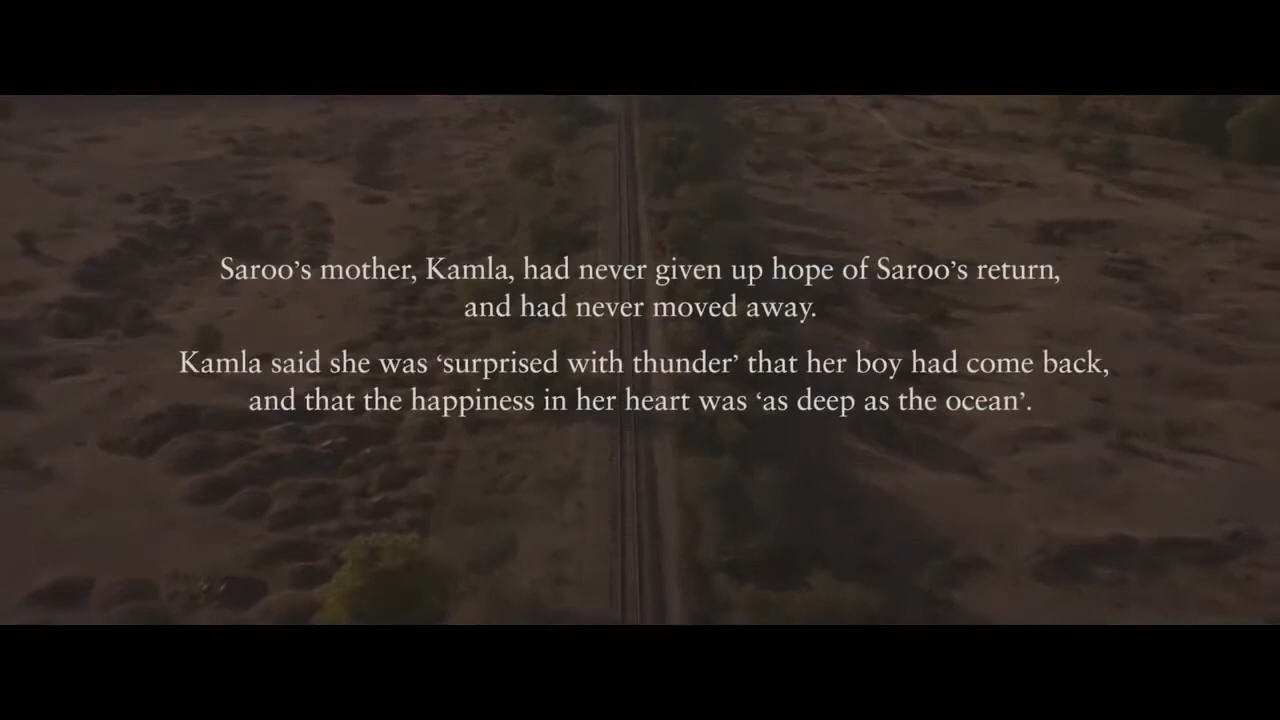 Saroo’s mother, Kamla, had never given up hope of Saroo’s return,
and had never moved away.
Kamla said she was ‘surprised with thunder’ that her boy had come back,
and that the happiness in her heart was ‘as deep as the ocean’.